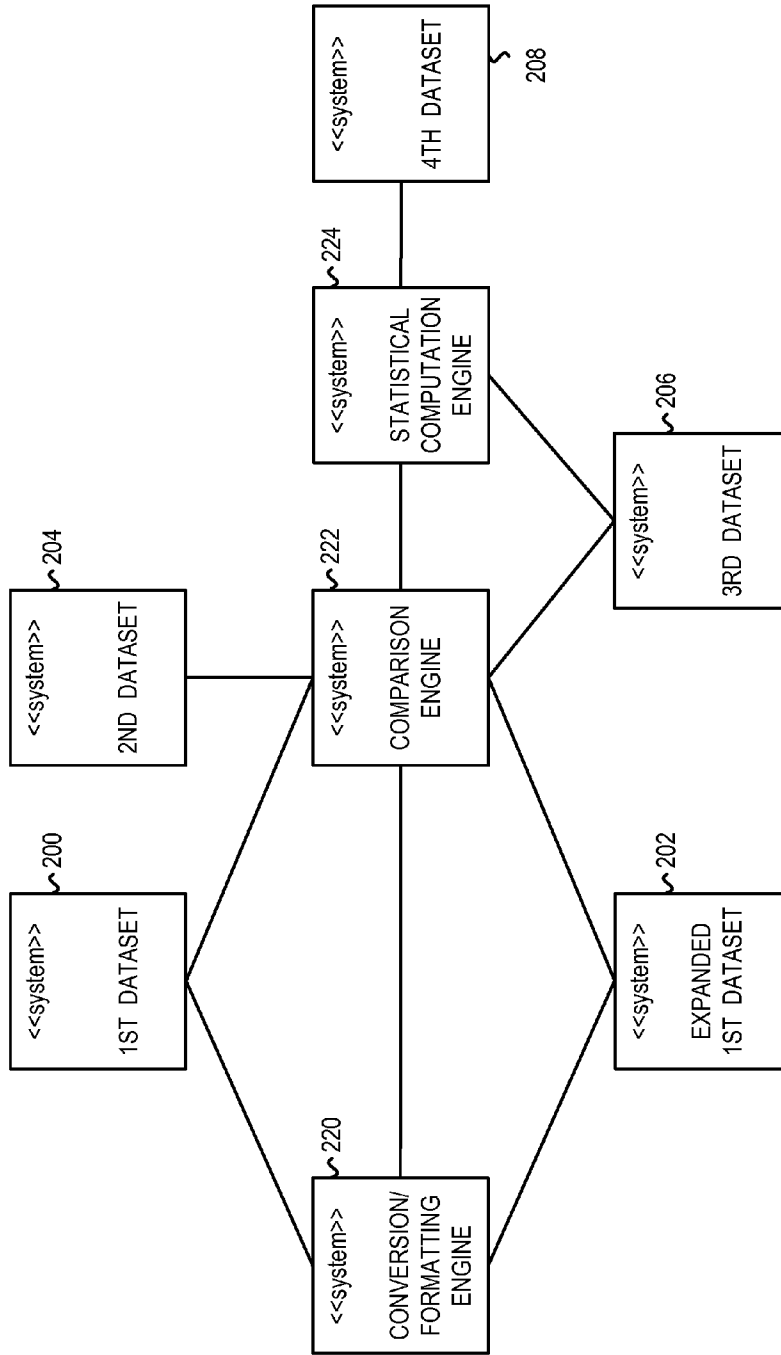 <<system>>
1ST DATASET
200
<<system>>
2ND DATASET
204
<<system>>
CONVERSION/
FORMATTING
ENGINE
220
<<system>>
COMPARISON
ENGINE
222
<<system>>
STATISTICAL
COMPUTATION
ENGINE
224
<<system>>
4TH DATASET
208
<<system>>
EXPANDED
1ST DATASET
202
<<system>>
3RD DATASET
206